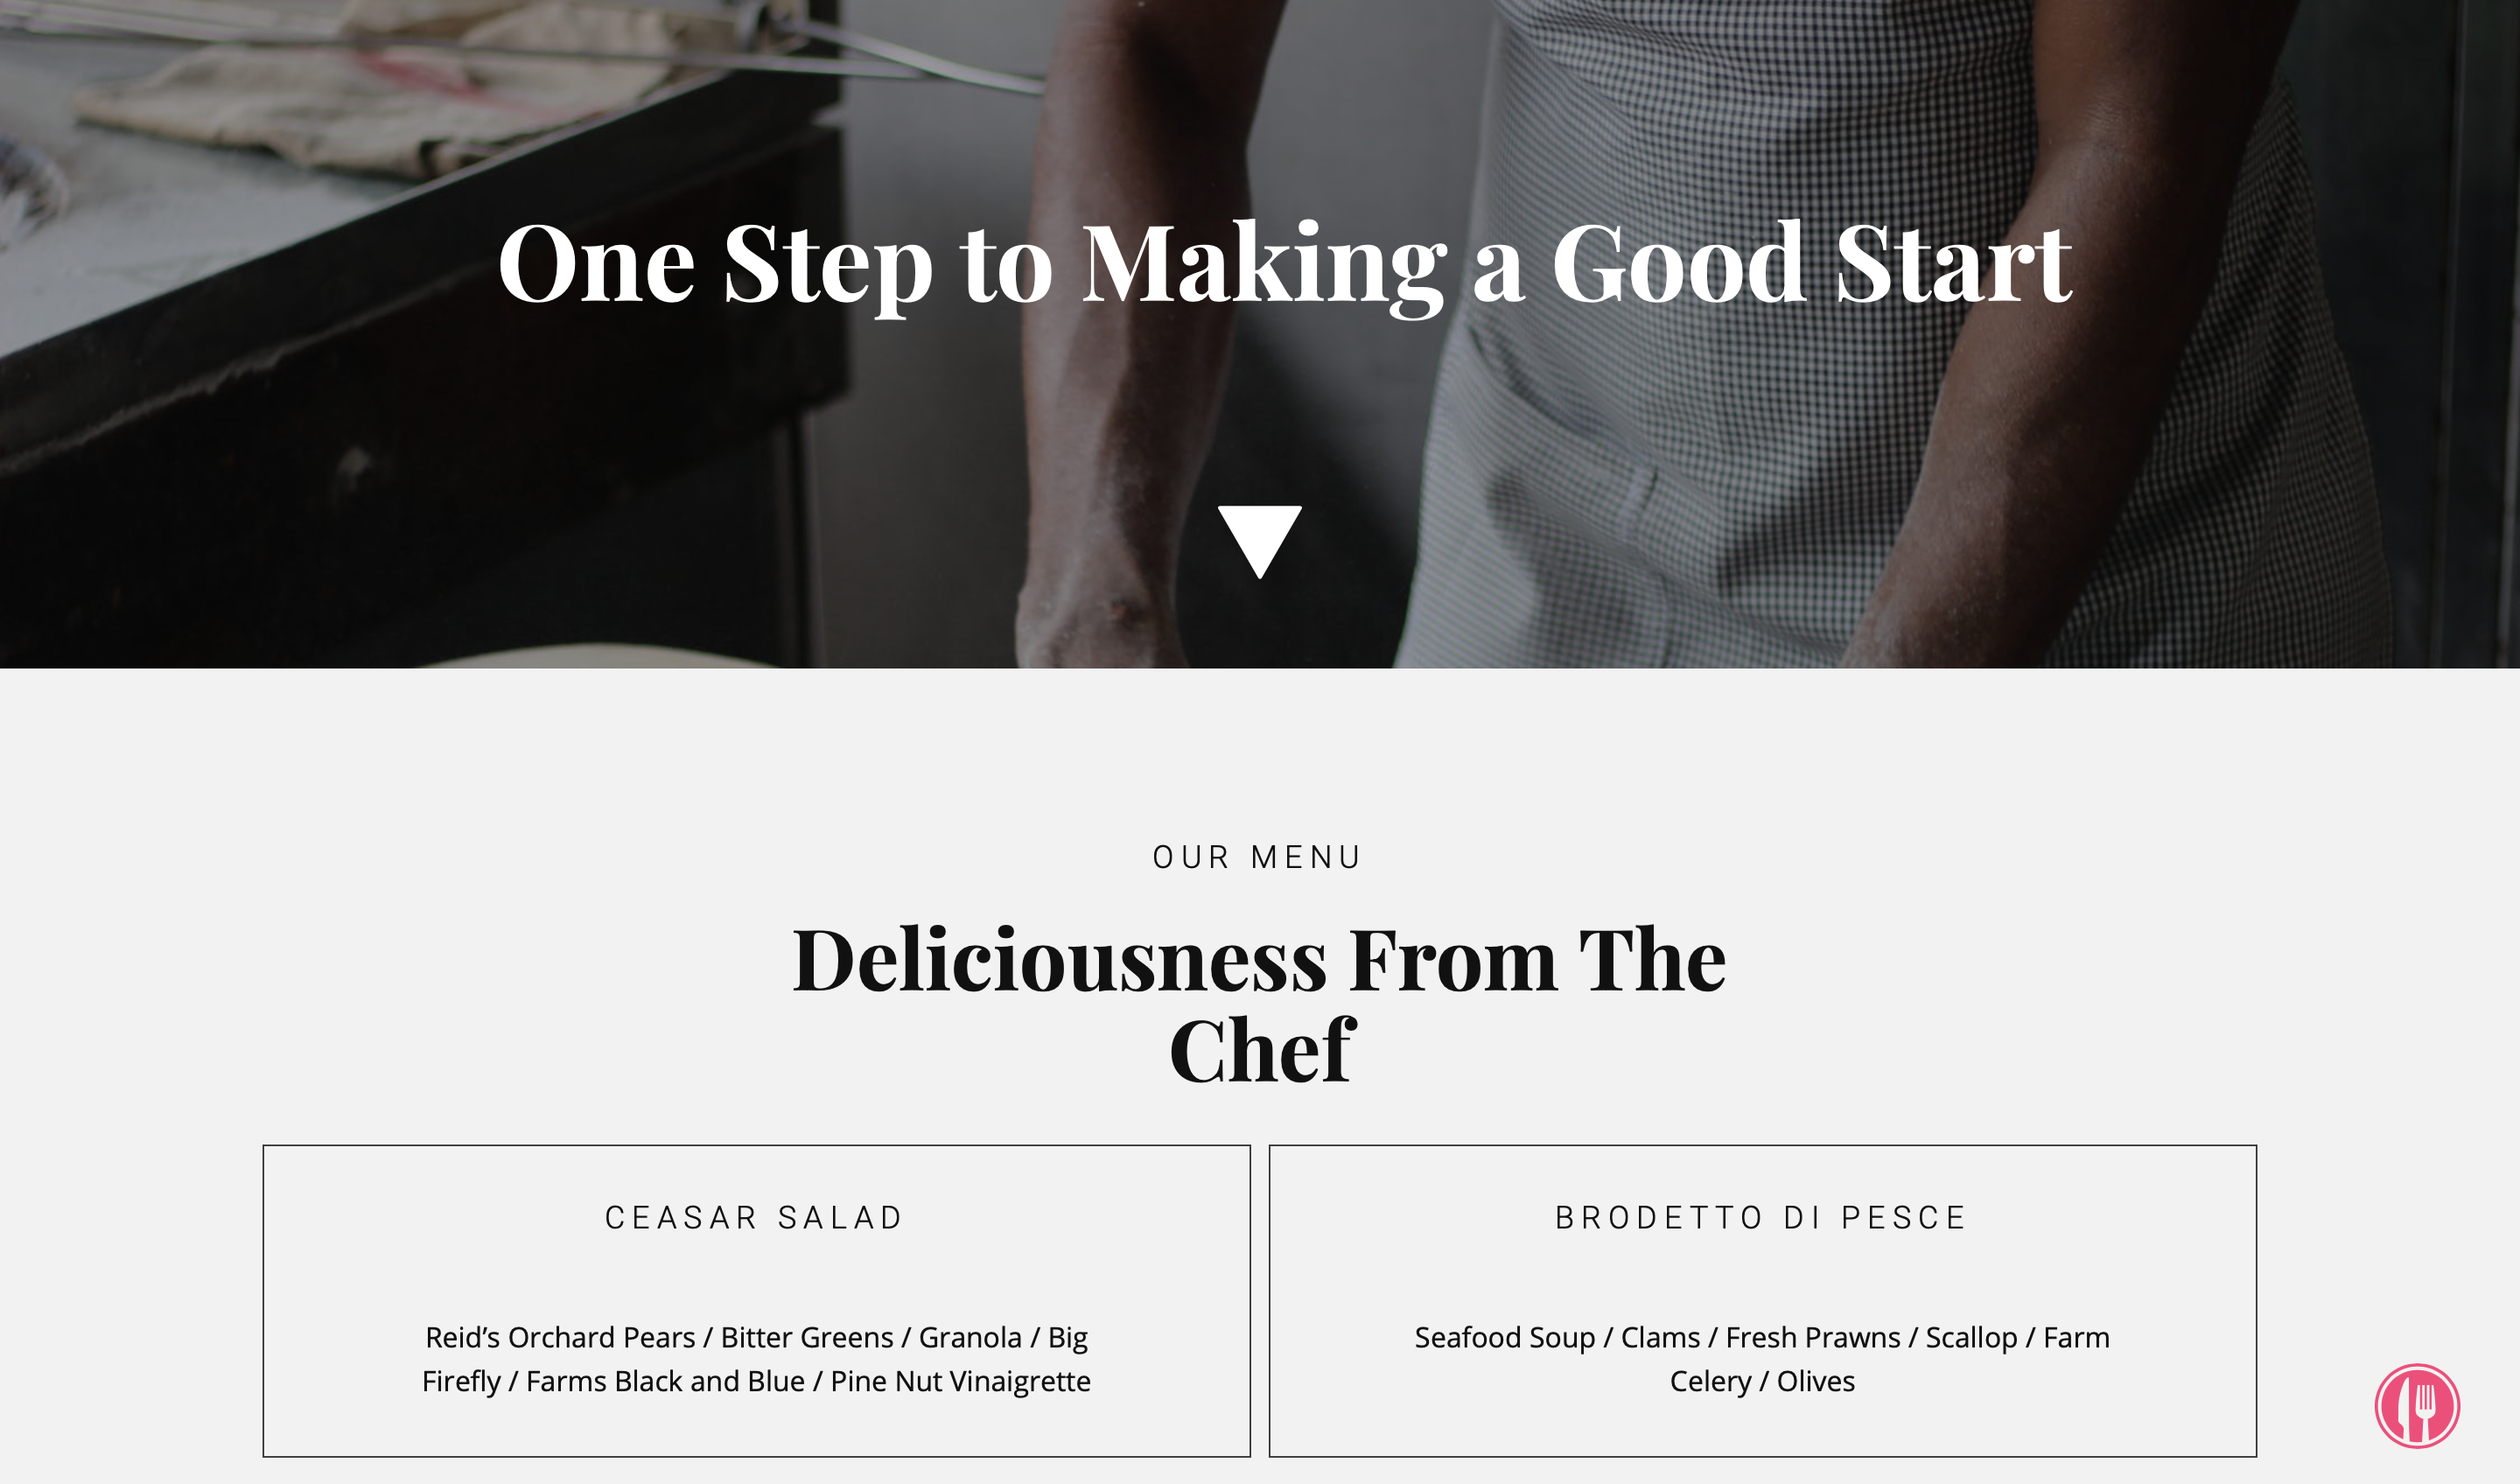 One Step to Making a Good Start
OUR MENU
Deliciousness From The
Chef
CEASAR SALAD
Reid’s Orchard Pears / Bitter Greens / Granola / Big
Firefly / Farms Black and Blue / Pine Nut Vinaigrette
BRODETTO DI PESCE
Seafood Soup / Clams / Fresh Prawns / Scallop / Farm
Celery / Olives